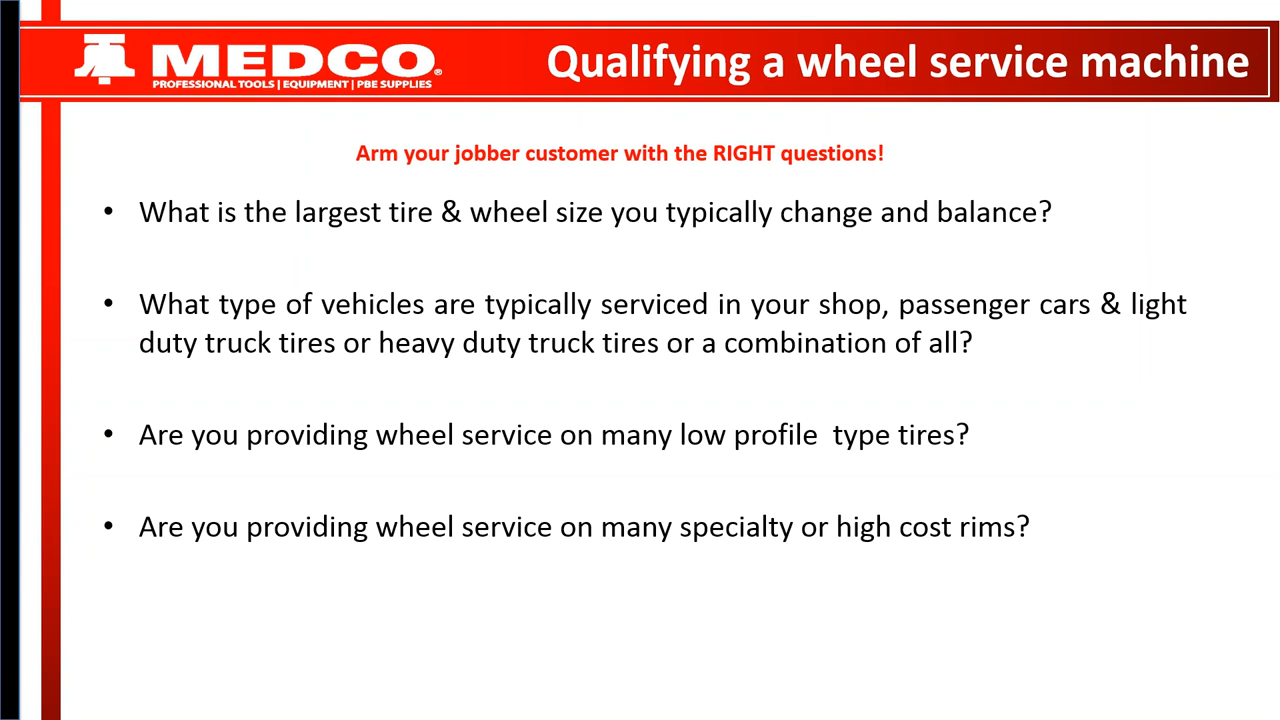 MEDCO®
PROFESSIONAL TOOLS | EQUIPMENT | PBE SUPPLIES
Qualifying a wheel service machine
Arm your jobber customer with the RIGHT questions!
• What is the largest tire & wheel size you typically change and balance?
• What type of vehicles are typically serviced in your shop, passenger cars & light
duty truck tires or heavy duty truck tires or a combination of all?
• Are you providing wheel service on many low profile  type tires?
• Are you providing wheel service on many specialty or high cost rims?